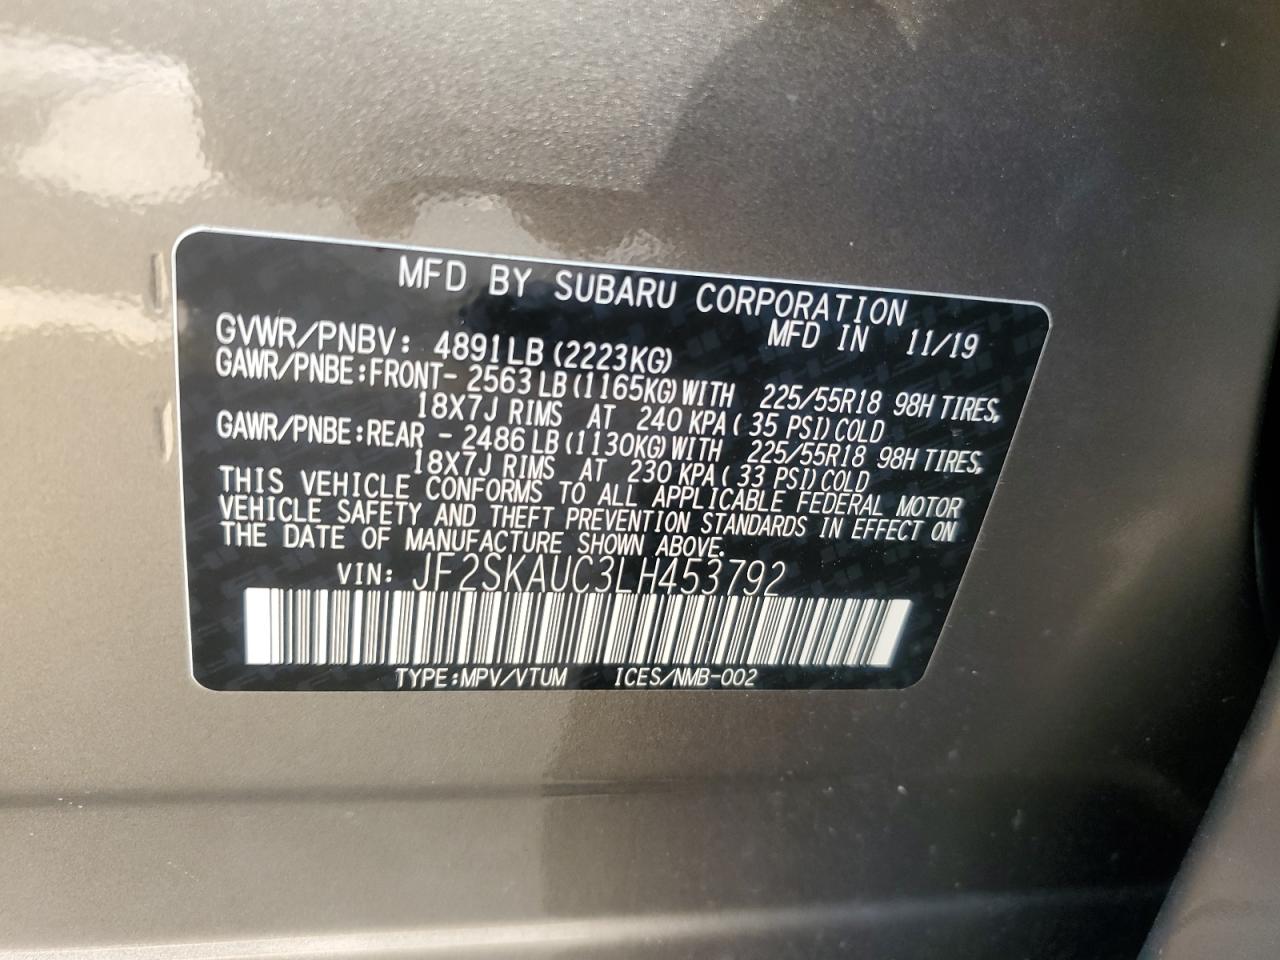 MFD BY SUBARU CORPORATION
MFD IN 11/19
GVWR/PNBV: 4891LB (2223KG)
GAWR/PNBE:FRONT- 2563 LB (1165KG) WITH 225/55R18 98H TIRES,
18X7J RIMS AT 240 KPA ( 35 PSI) COLD
GAWR/PNBE:REAR - 2486 LB (1130KG) WITH 225/55R18 98H TIRES,
18X7J RIMS AT 230 KPA ( 33 PSI) COLD
THIS VEHICLE CONFORMS TO ALL APPLICABLE FEDERAL MOTOR
VEHICLE SAFETY AND THEFT PREVENTION STANDARDS IN EFFECT ON
THE DATE OF MANUFACTURE SHOWN ABOVE.
VIN: JF2SKAUC3LH453792
TYPE:MPV/VTUM ICES/NMB-002